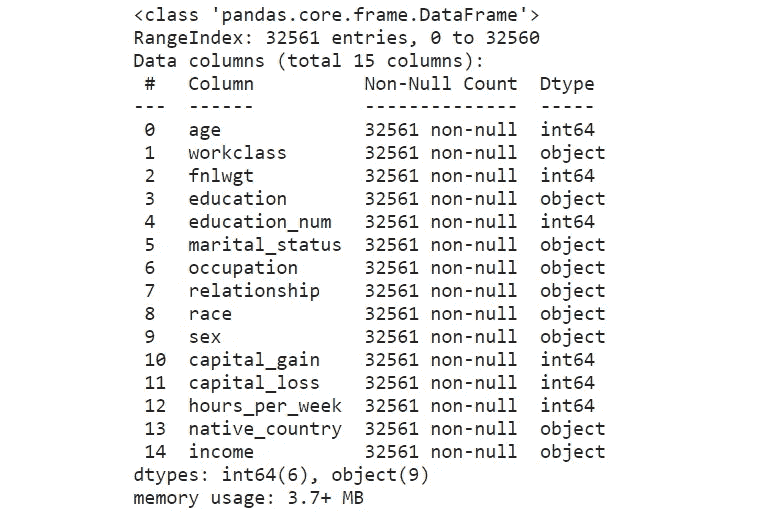 <class 'pandas.core.frame.DataFrame'>
RangeIndex: 32561 entries, 0 to 32560
Data columns (total 15 columns):
 #   Column          Non-Null Count  Dtype
---  ------          --------------  -----
 0   age             32561 non-null  int64
 1   workclass       32561 non-null  object
 2   fnlwgt          32561 non-null  int64
 3   education       32561 non-null  object
 4   education_num   32561 non-null  int64
 5   marital_status  32561 non-null  object
 6   occupation      32561 non-null  object
 7   relationship    32561 non-null  object
 8   race            32561 non-null  object
 9   sex             32561 non-null  object
 10  capital_gain    32561 non-null  int64
 11  capital_loss    32561 non-null  int64
 12  hours_per_week  32561 non-null  int64
 13  native_country  32561 non-null  object
 14  income          32561 non-null  object
dtypes: int64(6), object(9)
memory usage: 3.7+ MB